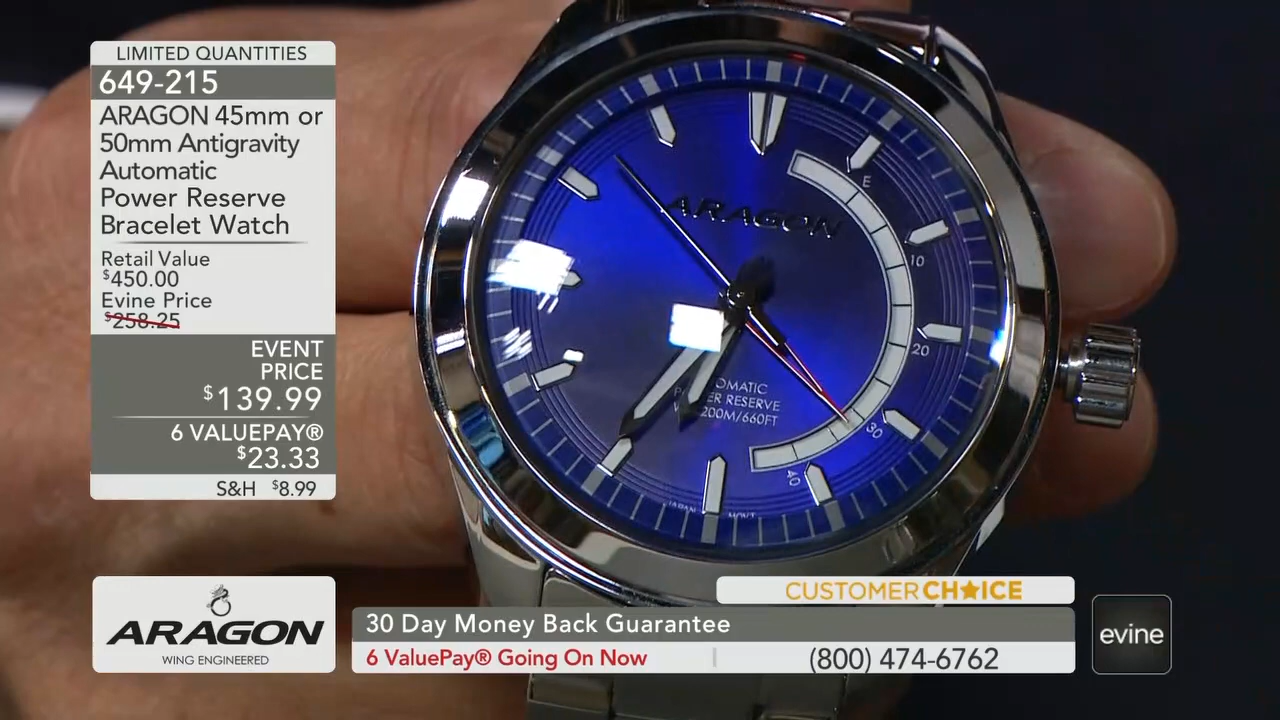 LIMITED QUANTITIES
649-215
ARAGON 45mm or
50mm Antigravity
Automatic
Power Reserve
Bracelet Watch
Retail Value
$450.00
Evine Price
$258.25
EVENT
PRICE
$139.99
6 VALUEPAY®
$23.33
S&H $8.99
ARAGON
E
10
20
30
40
RESERVE
200M/660FT
JAPAN MOVT
ARAGON
WING ENGINEERED
CUSTOMER CHOICE
30 Day Money Back Guarantee
6 ValuePay® Going On Now
(800) 474-6762
evine